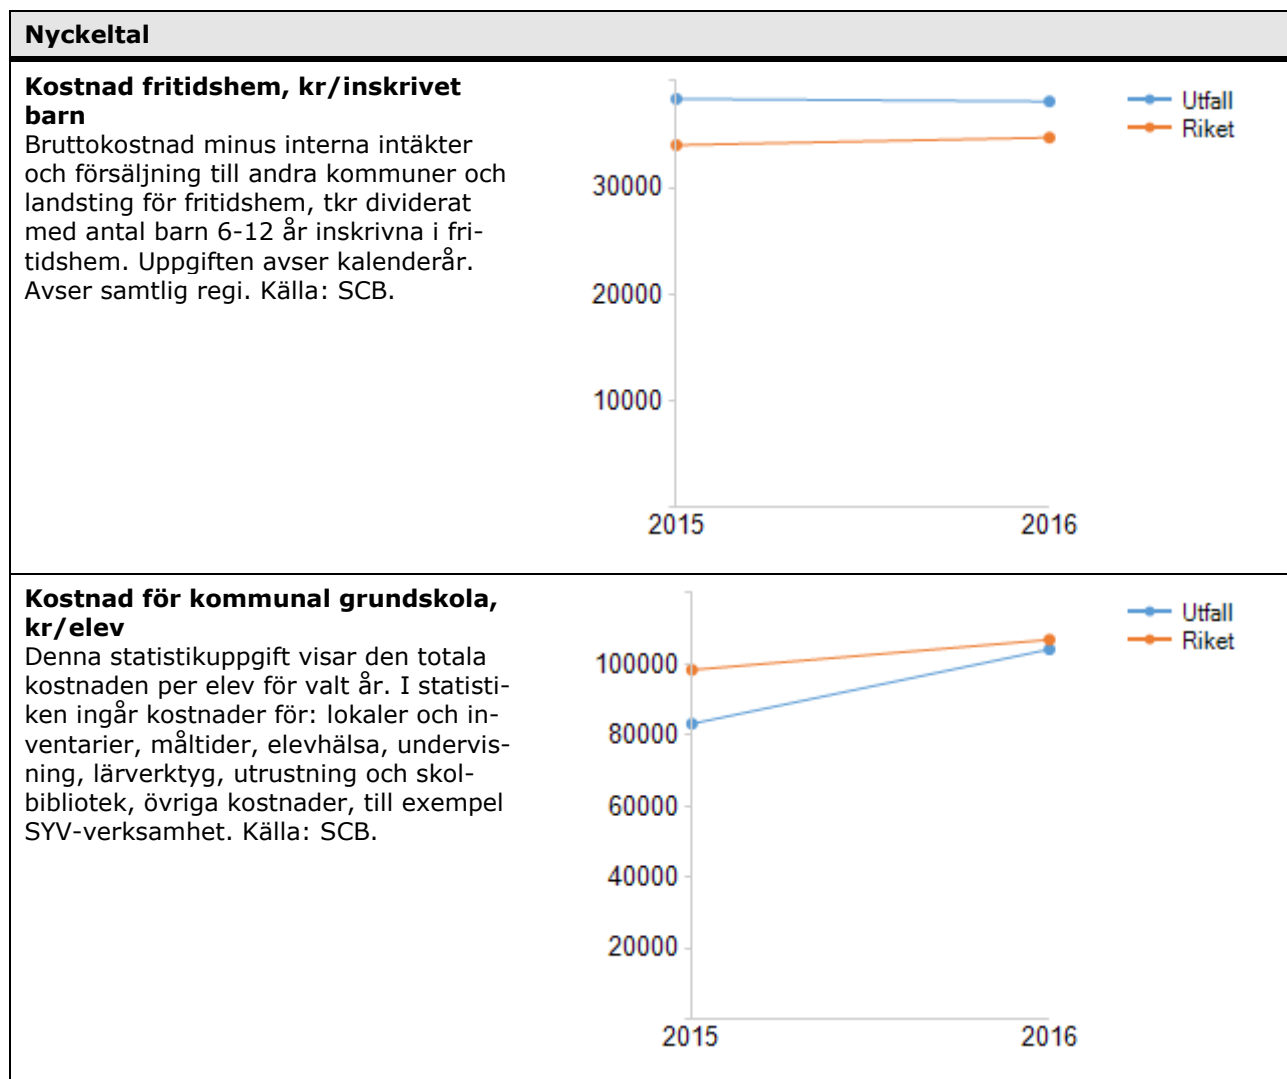 Nyckeltal
Kostnad fritidshem, kr/inskrivet
barn
Bruttokostnad minus interna intäkter
och försäljning till andra kommuner och
landsting för fritidshem, tkr dividerat
med antal barn 6-12 år inskrivna i fri-
tidshem. Uppgiften avser kalenderår.
Avser samtlig regi. Källa: SCB.
30000
20000
10000
2015 2016
Utfall
Riket
Kostnad för kommunal grundskola,
kr/elev
Denna statistikuppgift visar den totala
kostnaden per elev för valt år. I statisti-
ken ingår kostnader för: lokaler och in-
ventarier, måltider, elevhälsa, undervis-
ning, lärverktyg, utrustning och skol-
bibliotek, övriga kostnader, till exempel
SYV-verksamhet. Källa: SCB.
100000
80000
60000
40000
20000
2015 2016
Utfall
Riket